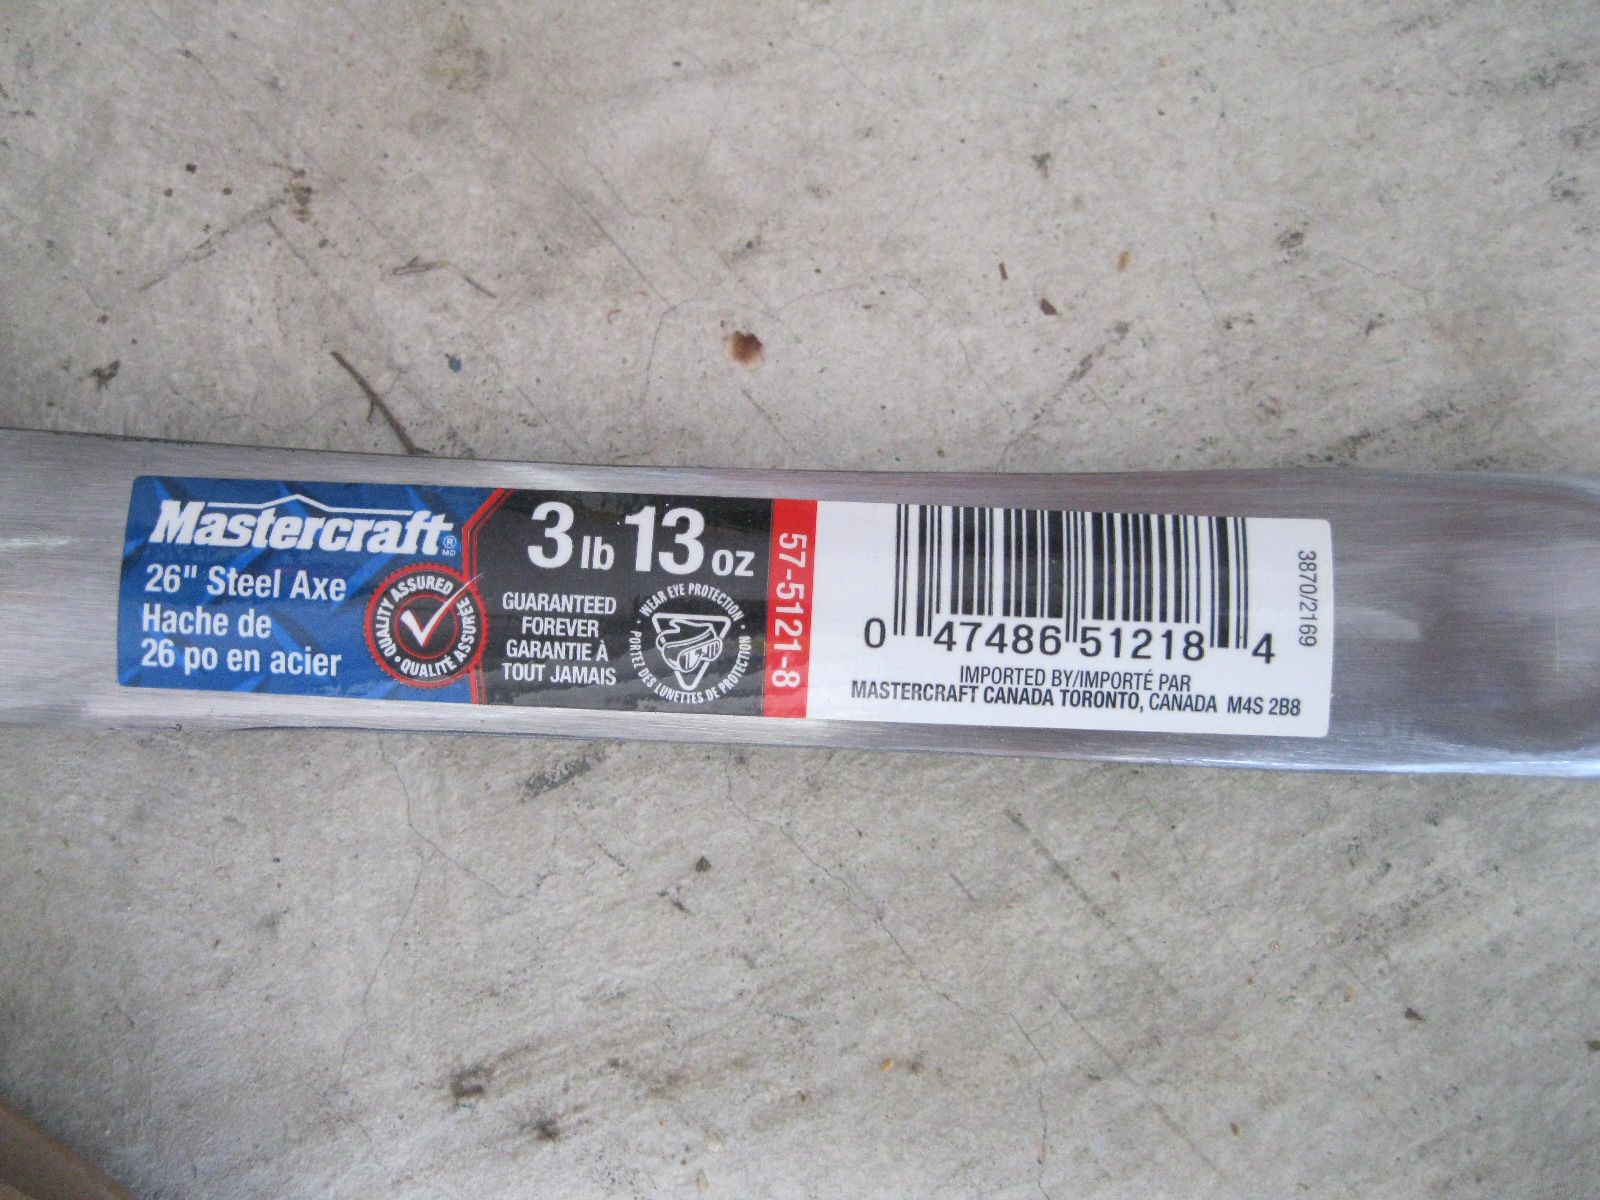 Mastercraft® MD
26" Steel Axe
Hache de
26 po en acier
QUALITY ASSURED • QUALITÉ ASSURÉE •
3 lb 13 oz
GUARANTEED
FOREVER
GARANTIE À
TOUT JAMAIS
• WEAR EYE PROTECTION •
PORTEZ DES LUNETTES DE PROTECTION
57-5121-8
0 47486 51218 4
IMPORTED BY/IMPORTÉ PAR
MASTERCRAFT CANADA TORONTO, CANADA M4S 2B8
3870/2169